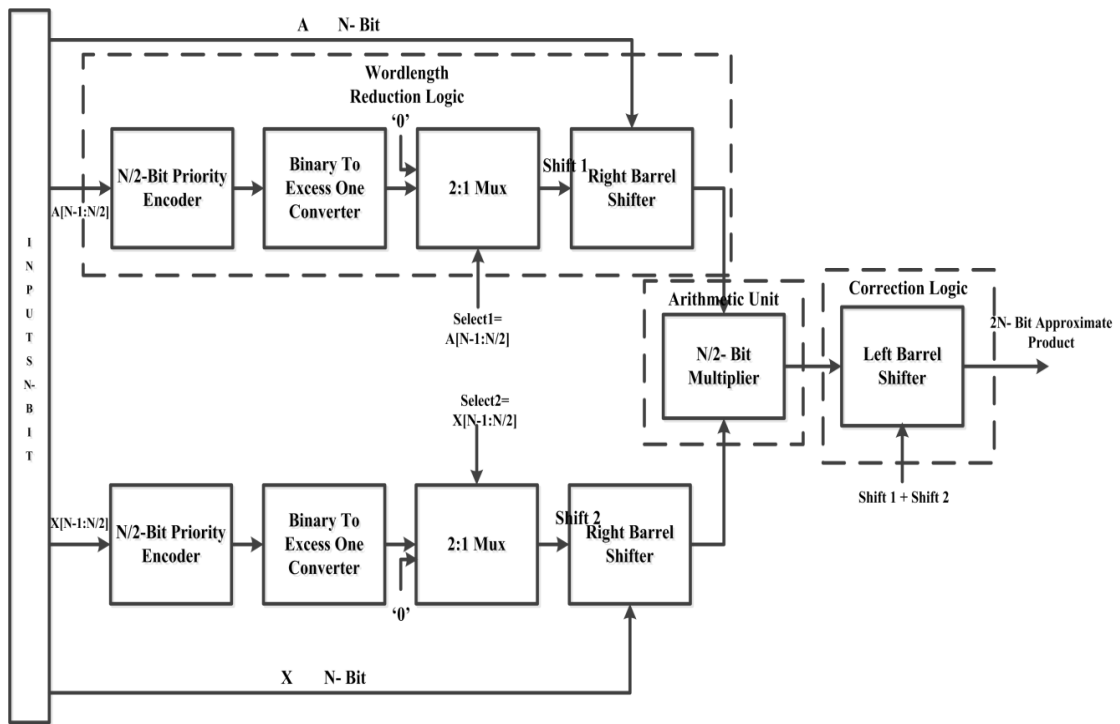 A N- Bit
Wordlength
Reduction Logic
‘0’
N/2-Bit Priority
Encoder
Binary To
Excess One
Converter
2:1 Mux
Shift 1
Right Barrel
Shifter
A[N-1:N/2]
INPUTS N-BIT
Select1=
A[N-1:N/2]
Arithmetic Unit
N/2- Bit
Multiplier
Correction Logic
Left Barrel
Shifter
2N- Bit Approximate
Product
Shift 1 + Shift 2
Select2=
X[N-1:N/2]
X[N-1:N/2]
N/2-Bit Priority
Encoder
Binary To
Excess One
Converter
2:1 Mux
Shift 2
Right Barrel
Shifter
‘0’
X N- Bit